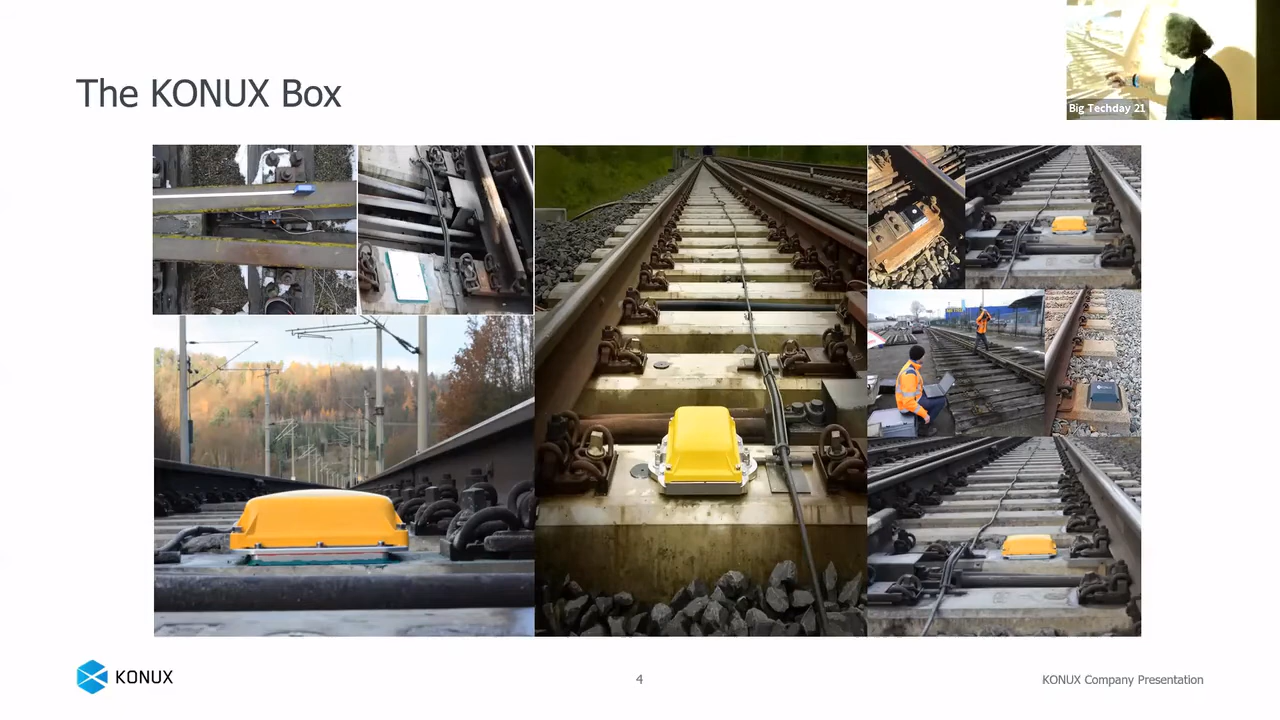 The KONUX Box
Big Techday 21
KONUX
4
KONUX Company Presentation